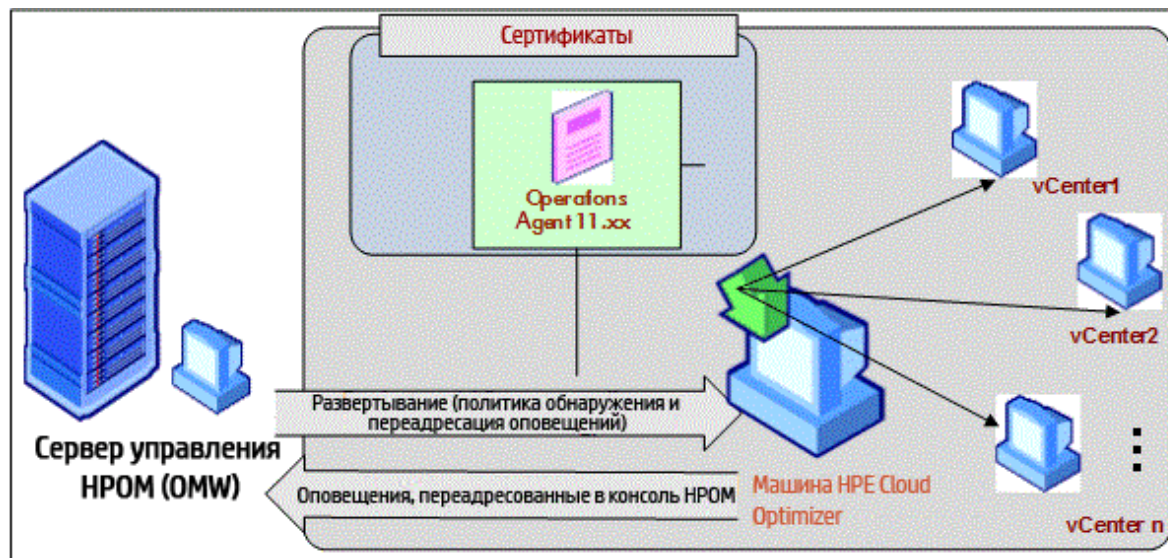 Сертификаты
Operafons
Agent 11.xx
vCenter1
vCenter2
Развертывание (политика обнаружения и
переадресация оповещений)
Сервер управления
HPOM (OMW)
Оповещения, переадресованные в консоль HPOM
Машина HPE Cloud
Optimizer
vCenter n